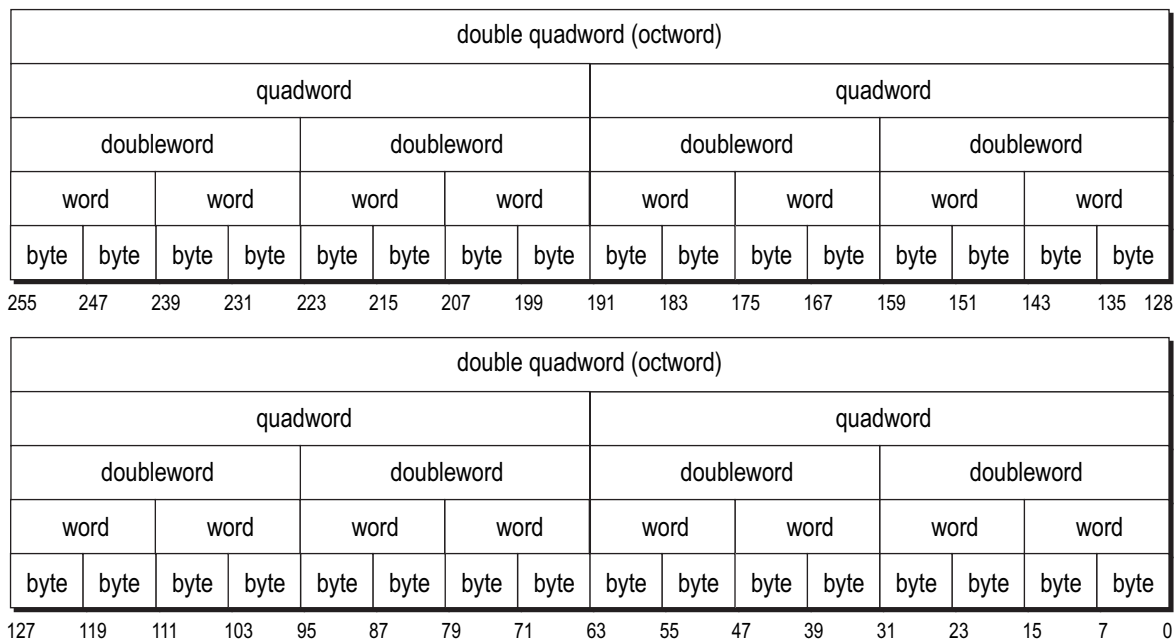 double quadword (octword)
quadword quadword
doubleword doubleword doubleword doubleword
word word word word word word word word
byte byte byte byte byte byte byte byte byte byte byte byte byte byte byte byte
255 247 239 231 223 215 207 199 191 183 175 167 159 151 143 135 128
double quadword (octword)
quadword quadword
doubleword doubleword doubleword doubleword
word word word word word word word word
byte byte byte byte byte byte byte byte byte byte byte byte byte byte byte byte
127 119 111 103 95 87 79 71 63 55 47 39 31 23 15 7 0